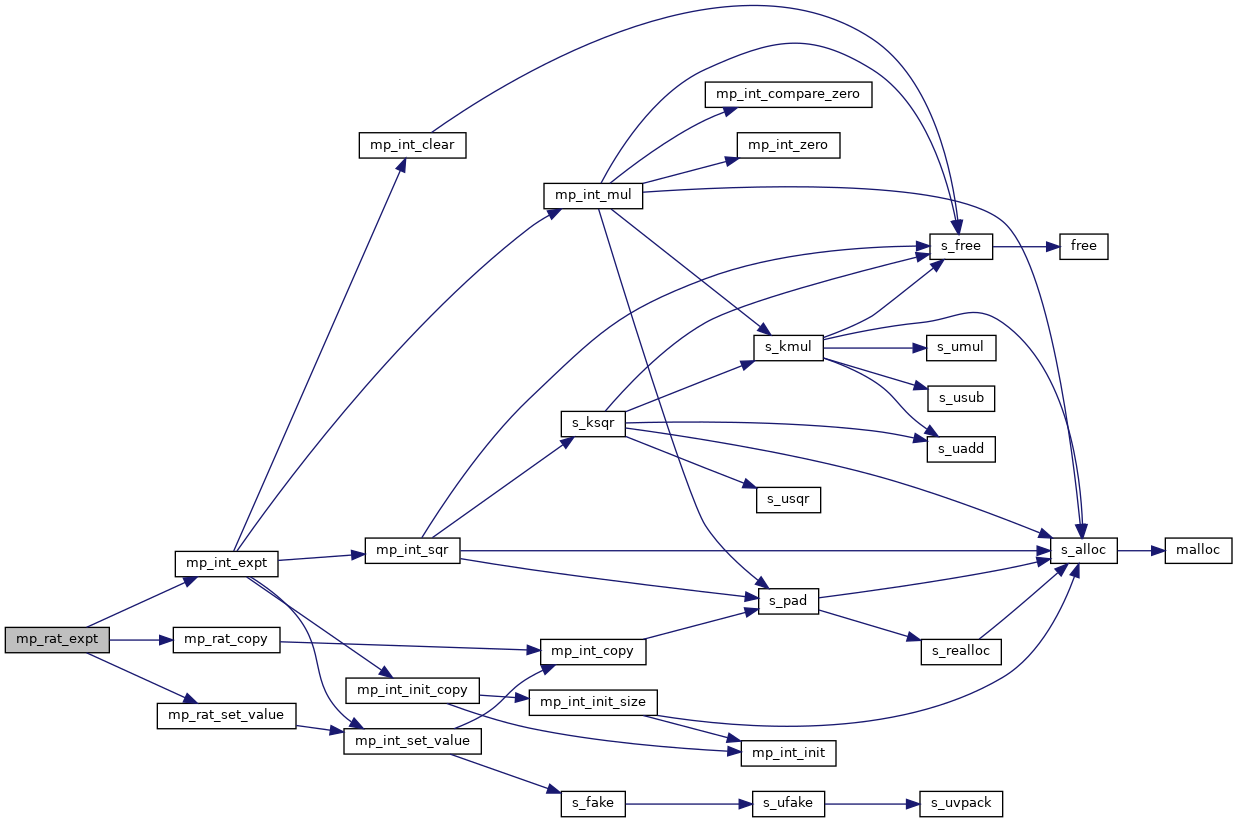 mp_int_compare_zero
mp_int_clear
mp_int_zero
mp_int_mul
s_free
free
s_kmul
s_umul
s_usub
s_ksqr
s_uadd
s_usqr
mp_int_sqr
s_alloc
malloc
mp_int_expt
s_pad
mp_rat_expt
mp_rat_copy
mp_int_copy
s_realloc
mp_int_init_copy
mp_int_init_size
mp_rat_set_value
mp_int_set_value
mp_int_init
s_fake
s_ufake
s_uvpack